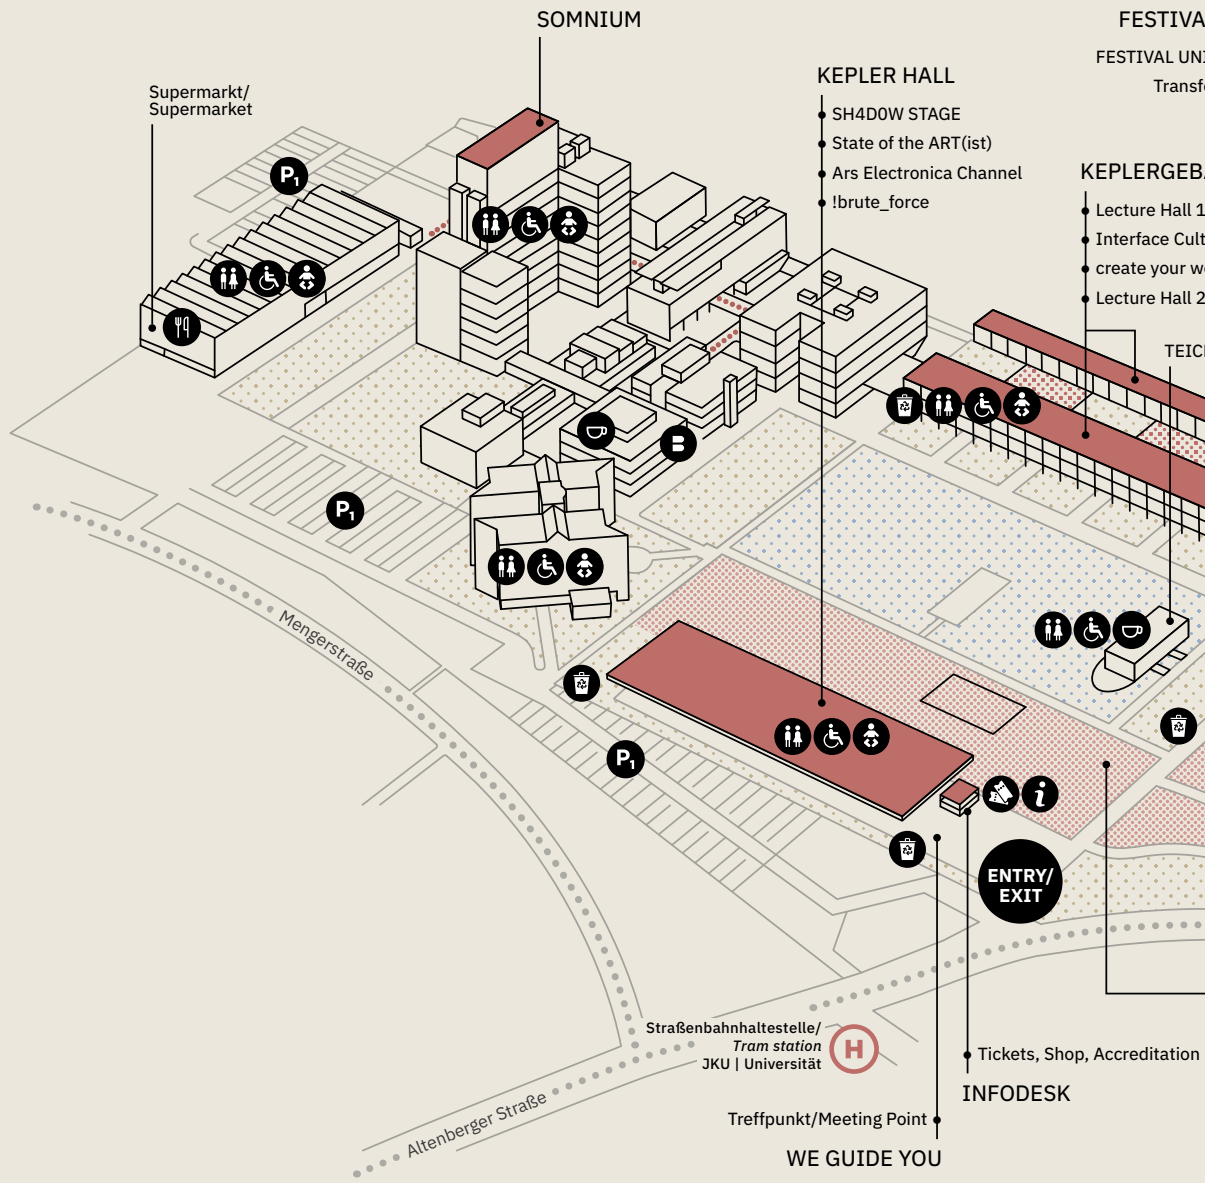 SOMNIUM
FESTIVA
FESTIVAL UNI
Transfe
KEPLER HALL
SH4D0W STAGE
State of the ART(ist)
Ars Electronica Channel
!brute_force
Supermarkt/
Supermarket
KEPLERGEB
Lecture Hall 1
Interface Cult
create your w
Lecture Hall 2
TEIC
P1
P1
P1
B
Mengerstraße
i
ENTRY/
EXIT
Straßenbahnhaltestelle/
Tram station
JKU | Universität
H
Tickets, Shop, Accreditation
INFODESK
Altenberger Straße
Treffpunkt/Meeting Point
WE GUIDE YOU